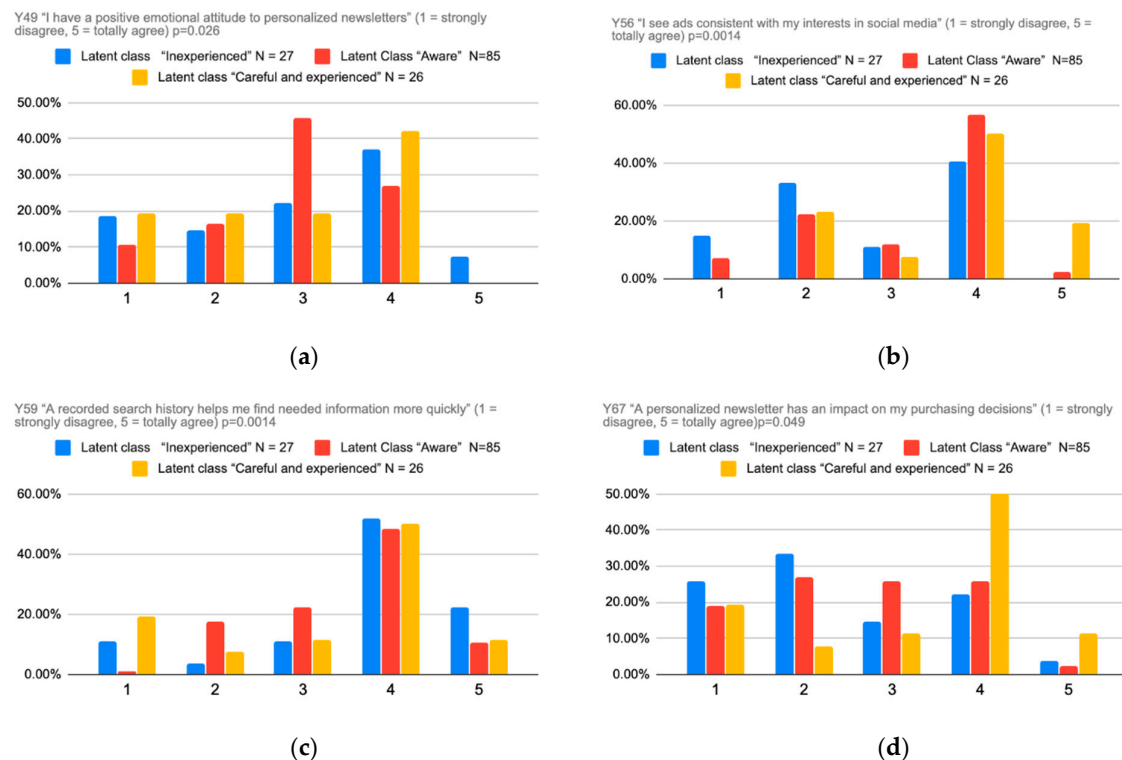 Y49 “I have a positive emotional attitude to personalized newsletters” (1 = strongly
disagree, 5 = totally agree) p=0.026
Latent class “Inexperienced” N = 27
Latent Class “Aware” N=85
Latent class “Careful and experienced” N = 26
50.00%
40.00%
30.00%
20.00%
10.00%
0.00%
1 2 3 4 5
(a)
Y56 “I see ads consistent with my interests in social media” (1 = strongly disagree, 5 =
totally agree) p=0.0014
Latent class “Inexperienced” N = 27
Latent Class “Aware” N=85
Latent class “Careful and experienced” N = 26
60.00%
40.00%
20.00%
0.00%
1 2 3 4 5
(b)
Y59 “A recorded search history helps me find needed information more quickly” (1 =
strongly disagree, 5 = totally agree) p=0.0014
Latent class “Inexperienced” N = 27
Latent Class “Aware” N=85
Latent class “Careful and experienced” N = 26
60.00%
40.00%
20.00%
0.00%
1 2 3 4 5
(c)
Y67 “A personalized newsletter has an impact on my purchasing decisions” (1 = strongly
disagree, 5 = totally agree)p=0.049
Latent class “Inexperienced” N = 27
Latent Class “Aware” N=85
Latent class “Careful and experienced” N = 26
50.00%
40.00%
30.00%
20.00%
10.00%
0.00%
1 2 3 4 5
(d)